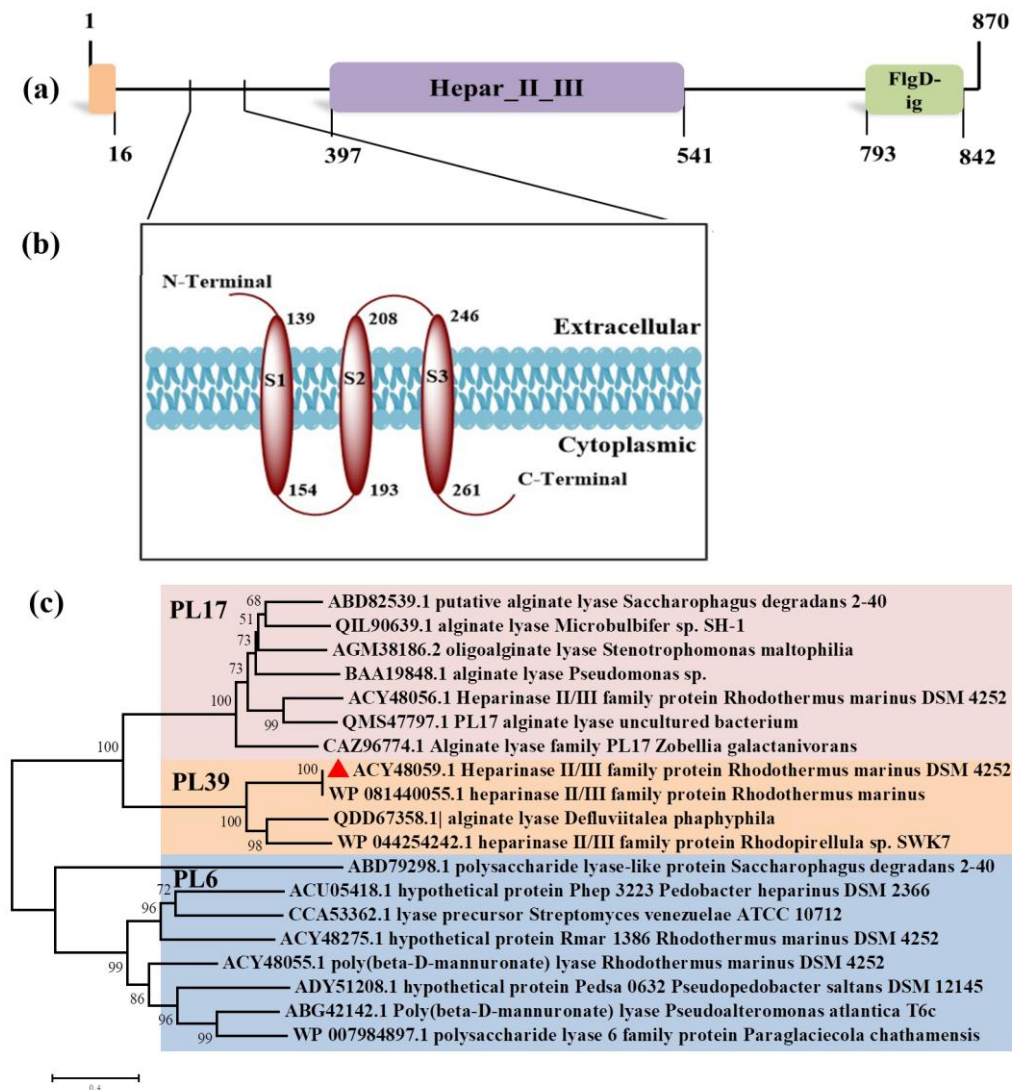 1
870
(a)
Hepar_II_III
FlgD-
ig
16
397
541
793
842
(b)
N-Terminal
139
208
246
Extracellular
S1
S2
S3
Cytoplasmic
154
193
261
C-Terminal
(c)
PL17
68
ABD82539.1 putative alginate lyase Saccharophagus degradans 2-40
51
QIL90639.1 alginate lyase Microbulbifer sp. SH-1
73
AGM38186.2 oligoalginate lyase Stenotrophomonas maltophilia
73
BAA19848.1 alginate lyase Pseudomonas sp.
100
ACY48056.1 Heparinase II/III family protein Rhodothermus marinus DSM 4252
99
QMS47797.1 PL17 alginate lyase uncultured bacterium
CAZ96774.1 Alginate lyase family PL17 Zobellia galactanivorans
100
PL39
100
ACY48059.1 Heparinase II/III family protein Rhodothermus marinus DSM 4252
WP 081440055.1 heparinase II/III family protein Rhodothermus marinus
100
QDD67358.1| alginate lyase Defluviitalea phaphyphila
98
WP 044254242.1 heparinase II/III family protein Rhodopirellula sp. SWK7
PL6
ABD79298.1 polysaccharide lyase-like protein Saccharophagus degradans 2-40
72
ACU05418.1 hypothetical protein Phep 3223 Pedobacter heparinus DSM 2366
96
CCA53362.1 lyase precursor Streptomyces venezuelae ATCC 10712
ACY48275.1 hypothetical protein Rmar 1386 Rhodothermus marinus DSM 4252
99
ACY48055.1 poly(beta-D-mannuronate) lyase Rhodothermus marinus DSM 4252
86
ADY51208.1 hypothetical protein Pedsa 0632 Pseudopedobacter saltans DSM 12145
96
ABG42142.1 Poly(beta-D-mannuronate) lyase Pseudoalteromonas atlantica T6c
99
WP 007984897.1 polysaccharide lyase 6 family protein Paraglaciecola chathamensis
0.4